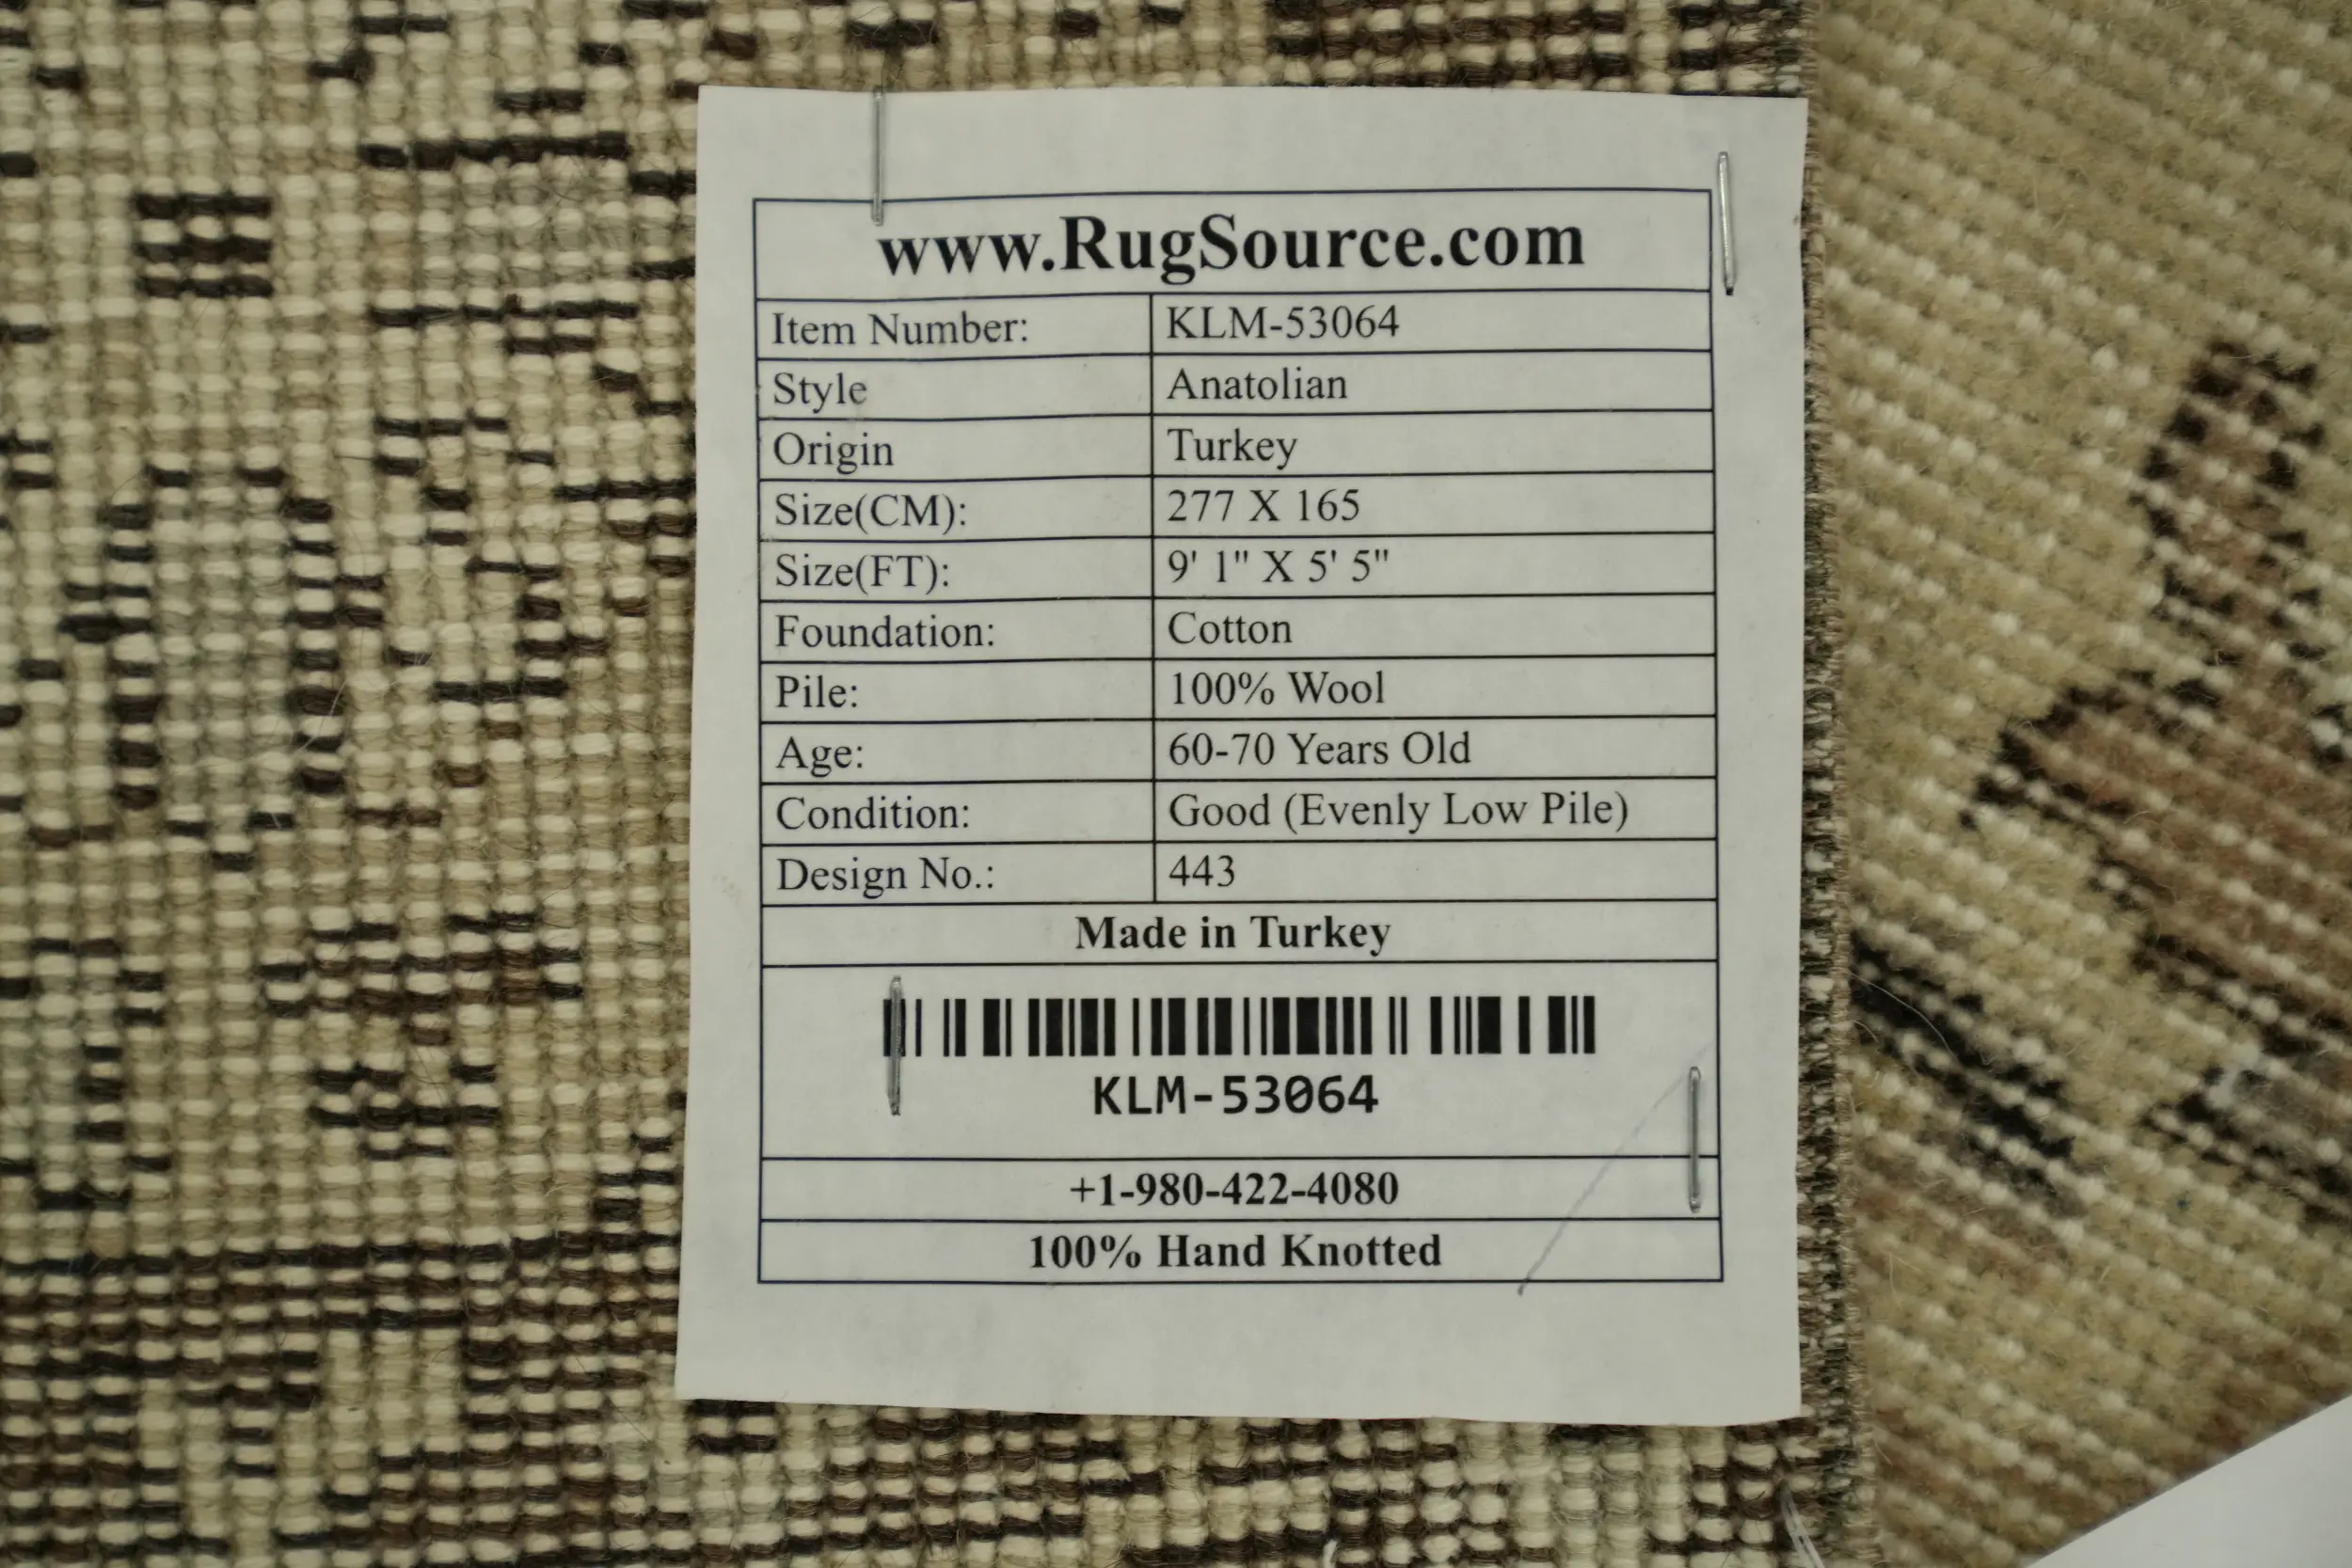 www.RugSource.com
Item Number: KLM-53064
Style Anatolian
Origin Turkey
Size(CM): 277 X 165
Size(FT): 9' 1" X 5' 5"
Foundation: Cotton
Pile: 100% Wool
Age: 60-70 Years Old
Condition: Good (Evenly Low Pile)
Design No.: 443
Made in Turkey
KLM-53064
+1-980-422-4080
100% Hand Knotted